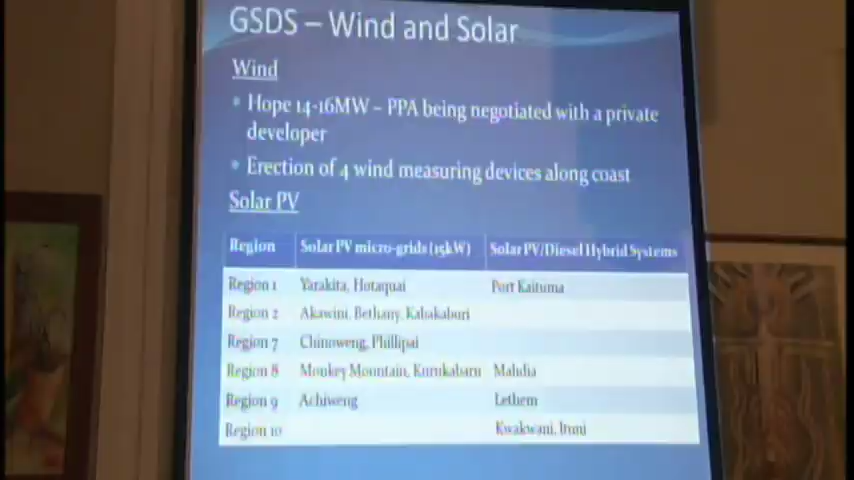 GSDS – Wind and Solar
Wind
• Hope 14-16MW – PPA being negotiated with a private
developer
• Erection of 4 wind measuring devices along coast
Solar PV
Region Solar PV micro-grids (15kW) Solar PV/Diesel Hybrid Systems
Region 1 Yarakita, Hotaquai Port Kaituma
Region 2 Akawini, Bethany, Kabakaburi
Region 7 Chinoweng, Phillipai
Region 8 Monkey Mountain, Kurukabaru Mahdia
Region 9 Achiweng Lethem
Region 10 Kwakwani, Ituni